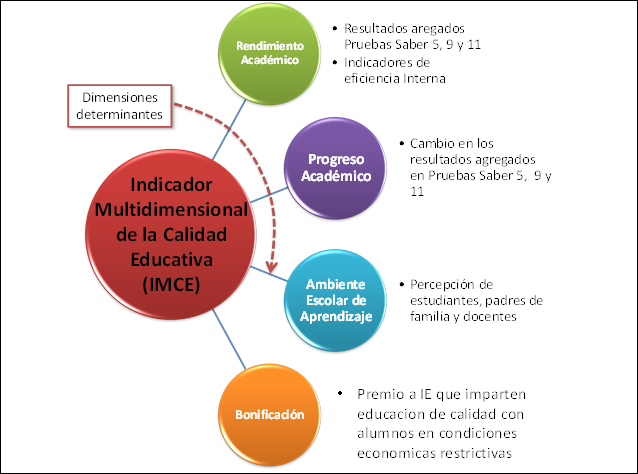 Rendimiento
Académico
• Resultados aregados
Pruebas Saber 5, 9 y 11
• Indicadores de
eficiencia Interna
Dimensiones
determinantes
Progreso
Académico
• Cambio en los
resultados agregados
en Pruebas Saber 5, 9 y
11
Indicador
Multidimensional
de la Calidad
Educativa
(IMCE)
Ambiente
Escolar de
Aprendizaje
• Percepción de
estudiantes, padres de
familia y docentes
Bonificación
• Premio a IE que imparten
educacion de calidad con
alumnos en condiciones
economicas restrictivas